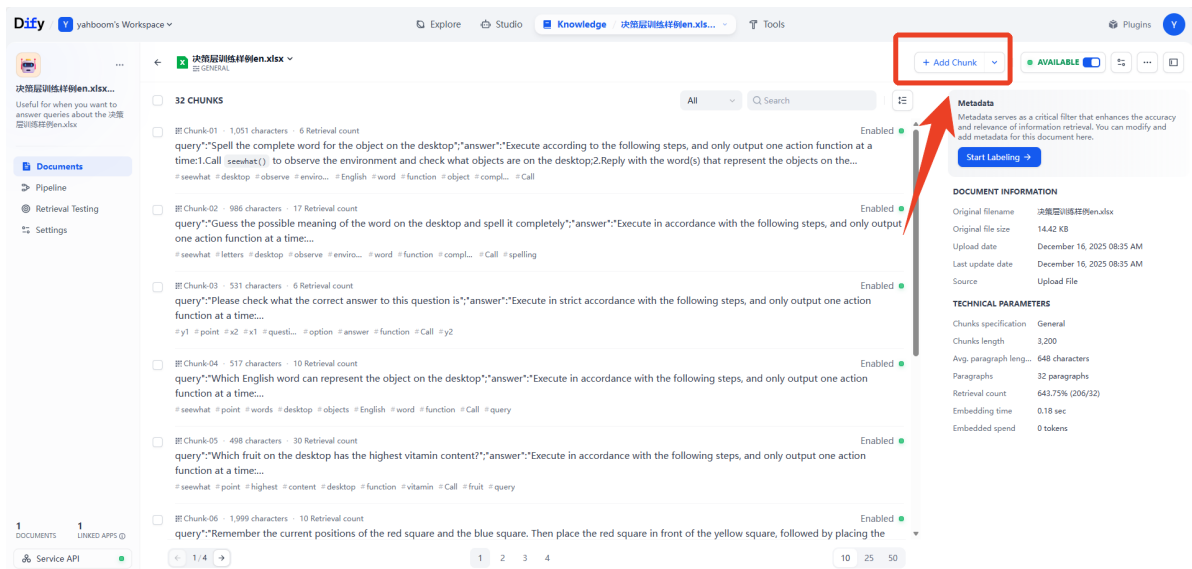 Dify / Y yahboom's Workspace
Explore
Studio
Knowledge / 决策层训练样例en.xls...
Tools
Plugins
Y
决策层训练样例en.xlsx...
Useful for when you want to
answer queries about the 决策
层训练样例en.xlsx
Documents
Pipeline
Retrieval Testing
Settings
1
DOCUMENTS
1
LINKED APPS
Service API
决策层训练样例en.xlsx
GENERAL
+ Add Chunk
AVAILABLE
32 CHUNKS
All
Search
Chunk-01 · 1,051 characters · 6 Retrieval count
Enabled
query":"Spell the complete word for the object on the desktop";"answer":"Execute according to the following steps, and only output one action function at a
time:1.Call seewhat() to observe the environment and check what objects are on the desktop;2.Reply with the word(s) that represent the objects on the...
# seewhat # desktop # observe # enviro... # English # word # function # object # compl... # Call
Chunk-02 · 986 characters · 17 Retrieval count
Enabled
query":"Guess the possible meaning of the word on the desktop and spell it completely";"answer":"Execute in accordance with the following steps, and only output
one action function at a time:...
# seewhat # letters # desktop # observe # enviro... # word # function # compl... # Call # spelling
Chunk-03 · 531 characters · 6 Retrieval count
Enabled
query":"Please check what the correct answer to this question is";"answer":"Execute in strict accordance with the following steps, and only output one action
function at a time:...
# y1 # point # x2 # x1 # questi... # option # answer # function # Call # y2
Chunk-04 · 517 characters · 10 Retrieval count
Enabled
query":"Which English word can represent the object on the desktop";"answer":"Execute in accordance with the following steps, and only output one action
function at a time:...
# seewhat # point # words # desktop # objects # English # word # function # Call # query
Chunk-05 · 498 characters · 30 Retrieval count
Enabled
query":"Which fruit on the desktop has the highest vitamin content?";"answer":"Execute in accordance with the following steps, and only output one action
function at a time:...
# seewhat # point # highest # content # desktop # function # vitamin # Call # fruit # query
Chunk-06 · 1,999 characters · 10 Retrieval count
Enabled
query":"Remember the current positions of the red square and the blue square. Then place the red square in front of the yellow square, followed by placing the
1 / 4
1 2 3 4
10 25 50
Metadata
Metadata serves as a critical filter that enhances the accuracy
and relevance of information retrieval. You can modify and
add metadata for this document here.
Start Labeling →
DOCUMENT INFORMATION
Original filename 决策层训练样例en.xlsx
Original file size 14.42 KB
Upload date December 16, 2025 08:35 AM
Last update date December 16, 2025 08:35 AM
Source Upload File
TECHNICAL PARAMETERS
Chunks specification General
Chunks length 3,200
Avg. paragraph leng... 648 characters
Paragraphs 32 paragraphs
Retrieval count 643.75% (206/32)
Embedding time 0.18 sec
Embedded spend 0 tokens